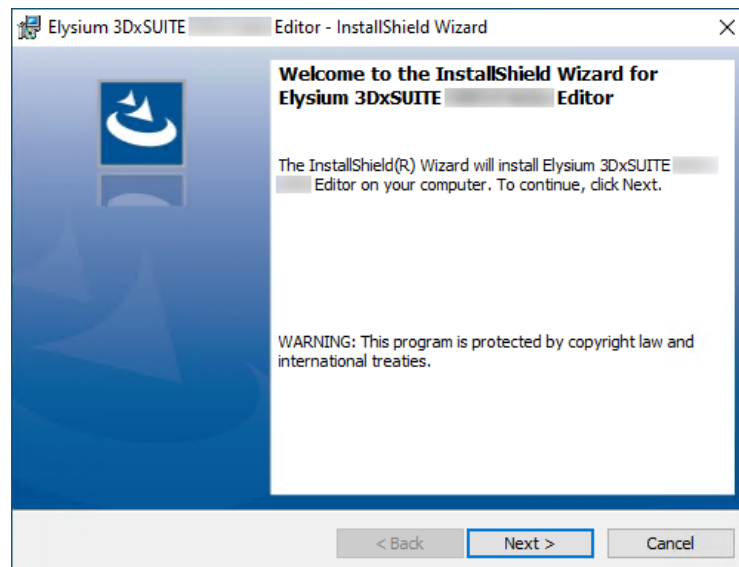 Elysium 3DxSUITE Editor - InstallShield Wizard
Welcome to the InstallShield Wizard for
Elysium 3DxSUITE Editor
The InstallShield(R) Wizard will install Elysium 3DxSUITE
Editor on your computer. To continue, click Next.
WARNING: This program is protected by copyright law and
international treaties.
< Back Next > Cancel